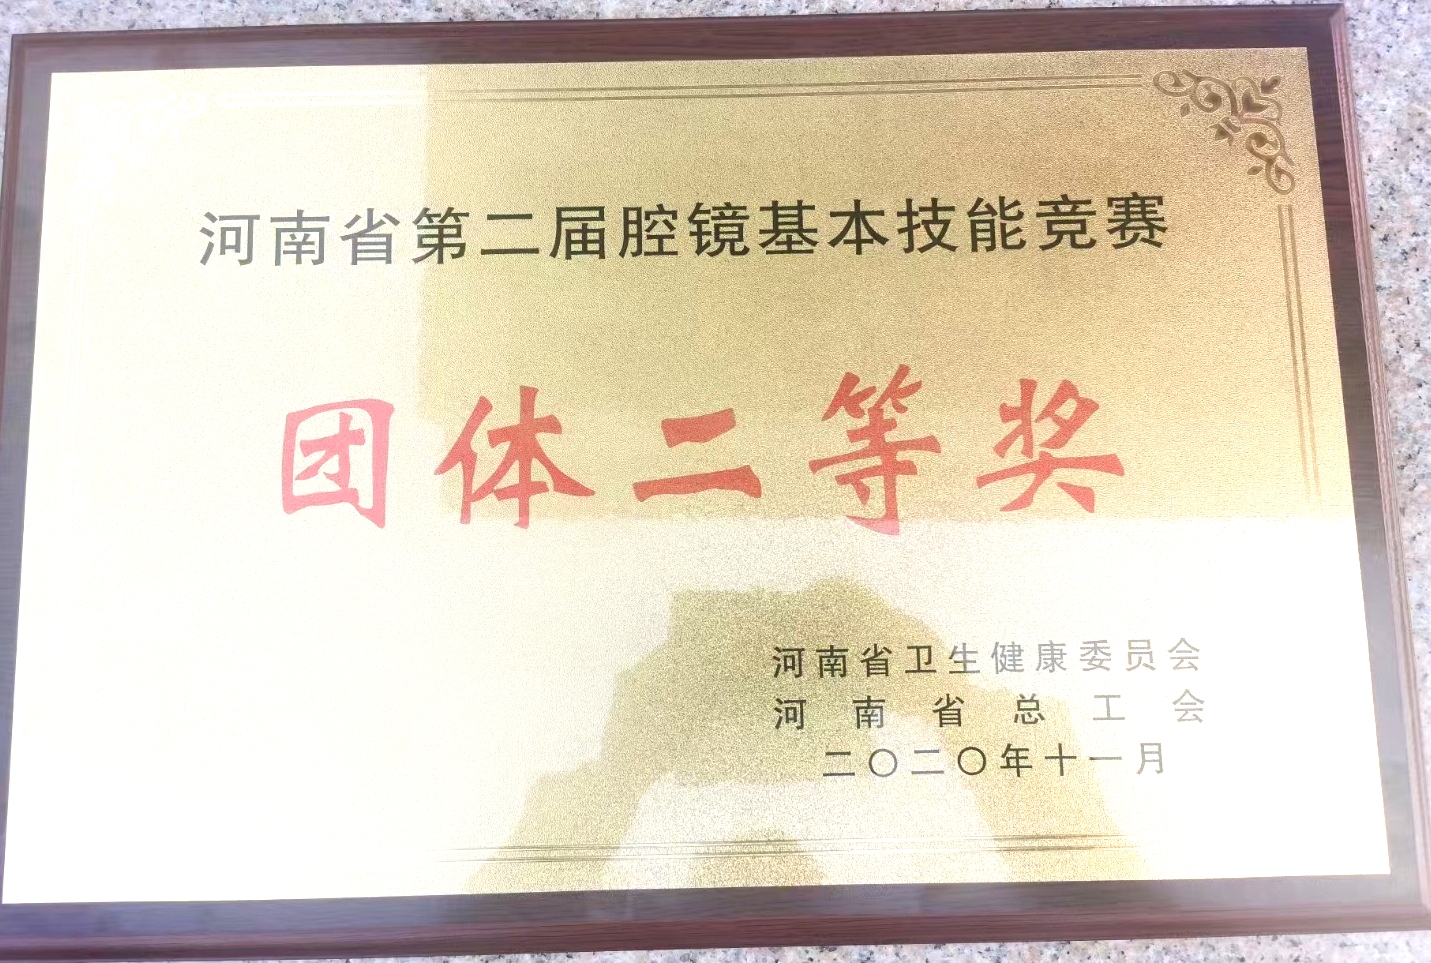 河南省第二届腔镜基本技能竞赛
团体二等奖
河南省卫生健康委员会
河南省总工会
二〇二〇年十一月